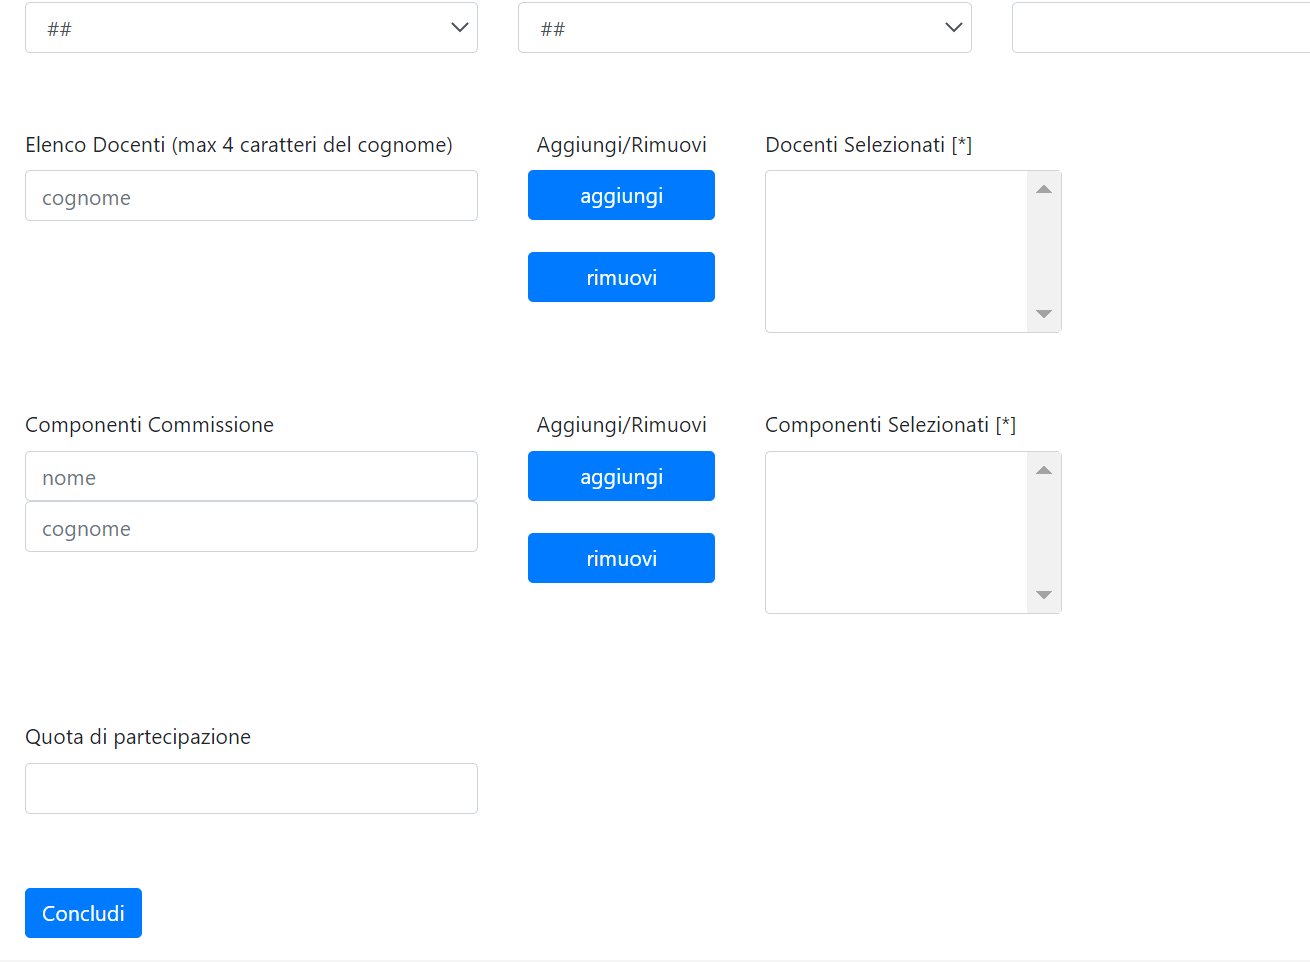 ##
##
Elenco Docenti (max 4 caratteri del cognome)
Aggiungi/Rimuovi
Docenti Selezionati [*]
cognome
aggiungi
rimuovi
Componenti Commissione
Aggiungi/Rimuovi
Componenti Selezionati [*]
nome
aggiungi
cognome
rimuovi
Quota di partecipazione
Concludi